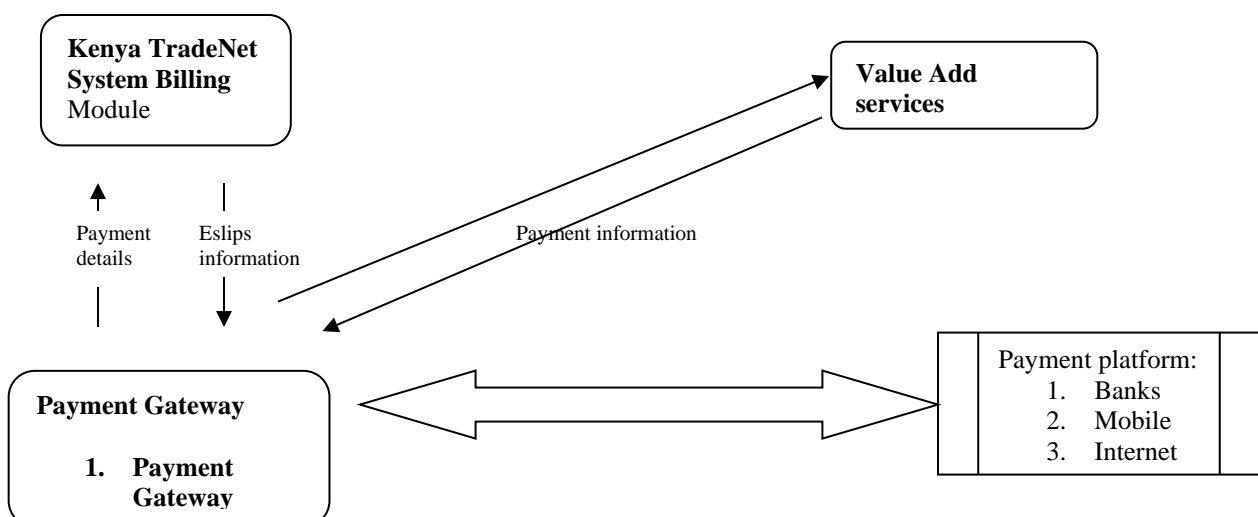 Kenya TradeNet
System Billing
Module
Value Add
services
Payment
details
Eslips
information
Payment information
Payment Gateway
1. Payment
Gateway
Payment platform:
1. Banks
2. Mobile
3. Internet